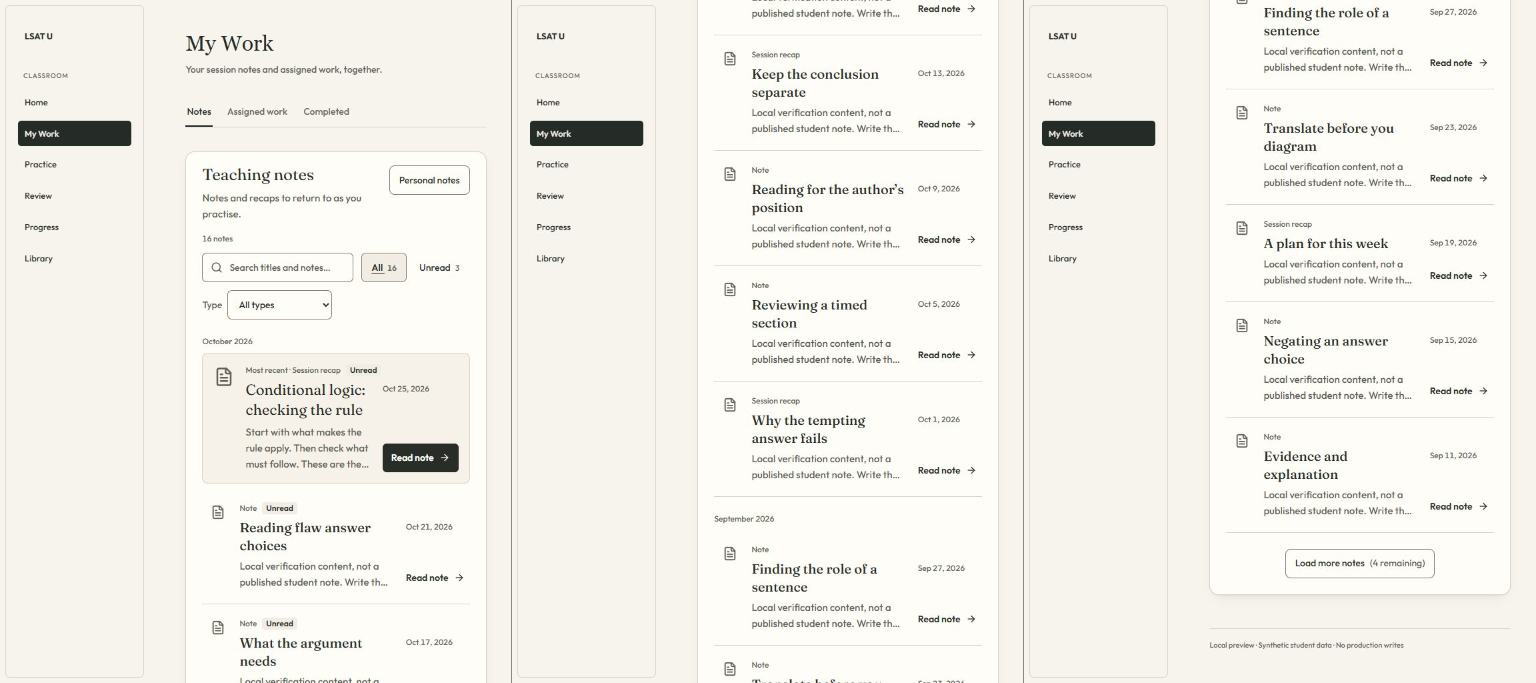 LSAT U
CLASSROOM
Home
My Work
Practice
Review
Progress
Library
My Work
Your session notes and assigned work, together.
Notes
Assigned work
Completed
Teaching notes
Personal notes
Notes and recaps to return to as you
practise.
16 notes
Search titles and notes...
All 16
Unread 3
Type
All types
October 2026
Most recent · Session recap Unread
Conditional logic:
checking the rule
Oct 25, 2026
Start with what makes the
rule apply. Then check what
must follow. These are the...
Read note →
Note Unread
Reading flaw answer
choices
Oct 21, 2026
Local verification content, not a
published student note. Write th...
Read note →
Note Unread
What the argument
needs
Oct 17, 2026
Local verification content, not a
LSAT U
CLASSROOM
Home
My Work
Practice
Review
Progress
Library
published student note. Write th...
Read note →
Session recap
Keep the conclusion
separate
Oct 13, 2026
Local verification content, not a
published student note. Write th...
Read note →
Note
Reading for the author's
position
Oct 9, 2026
Local verification content, not a
published student note. Write th...
Read note →
Note
Reviewing a timed
section
Oct 5, 2026
Local verification content, not a
published student note. Write th...
Read note →
Session recap
Why the tempting
answer fails
Oct 1, 2026
Local verification content, not a
published student note. Write th...
Read note →
September 2026
Note
Finding the role of a
sentence
Sep 27, 2026
Local verification content, not a
published student note. Write th...
Read note →
Note
LSAT U
CLASSROOM
Home
My Work
Practice
Review
Progress
Library
Finding the role of a
sentence
Sep 27, 2026
Local verification content, not a
published student note. Write th...
Read note →
Note
Translate before you
diagram
Sep 23, 2026
Local verification content, not a
published student note. Write th...
Read note →
Session recap
A plan for this week
Sep 19, 2026
Local verification content, not a
published student note. Write th...
Read note →
Note
Negating an answer
choice
Sep 15, 2026
Local verification content, not a
published student note. Write th...
Read note →
Note
Evidence and
explanation
Sep 11, 2026
Local verification content, not a
published student note. Write th...
Read note →
Load more notes (4 remaining)
Local preview · Synthetic student data · No production writes